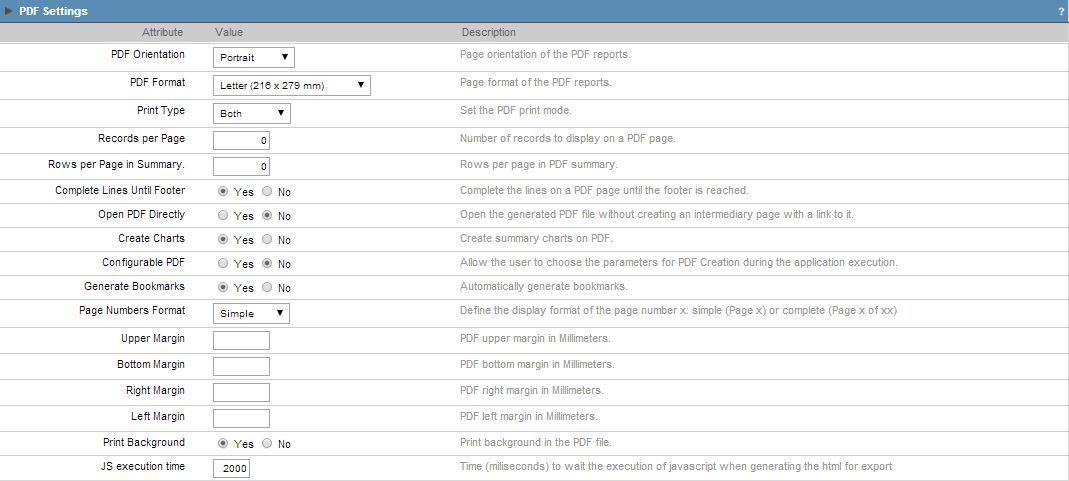 PDF Settings ?
Attribute Value Description
PDF Orientation Portrait Page orientation of the PDF reports.
PDF Format Letter (216 x 279 mm) Page format of the PDF reports.
Print Type Both Set the PDF print mode.
Records per Page 0 Number of records to display on a PDF page.
Rows per Page in Summary. 0 Rows per page in PDF summary.
Complete Lines Until Footer Yes No Complete the lines on a PDF page until the footer is reached.
Open PDF Directly Yes No Open the generated PDF file without creating an intermediary page with a link to it.
Create Charts Yes No Create summary charts on PDF.
Configurable PDF Yes No Allow the user to choose the parameters for PDF Creation during the application execution.
Generate Bookmarks Yes No Automatically generate bookmarks.
Page Numbers Format Simple Define the display format of the page number x: simple (Page x) or complete (Page x of xx)
Upper Margin PDF upper margin in Millimeters.
Bottom Margin PDF bottom margin in Millimeters.
Right Margin PDF right margin in Millimeters.
Left Margin PDF left margin in Millimeters.
Print Background Yes No Print background in the PDF file.
JS execution time 2000 Time (miliseconds) to wait the execution of javascript when generating the html for export